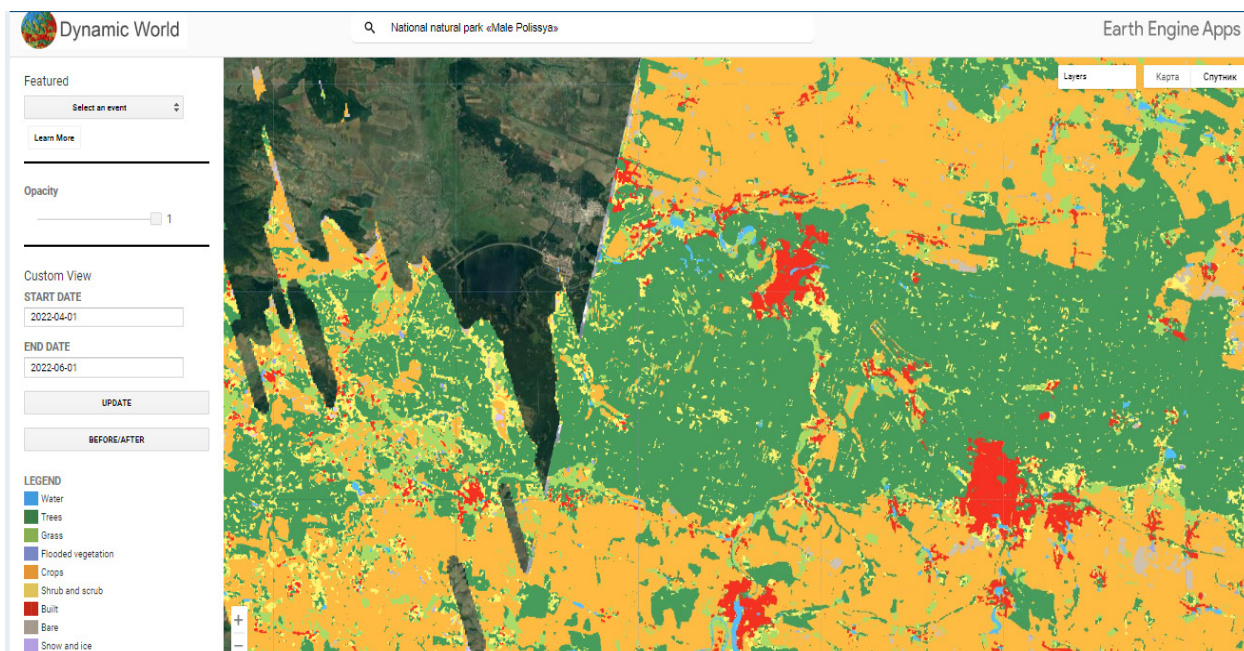 Dynamic World
National natural park «Male Polissya»
Earth Engine Apps
Featured
Select an event
Learn More
Opacity
1
Custom View
START DATE
2022-04-01
END DATE
2022-06-01
UPDATE
BEFORE/AFTER
LEGEND
Water
Trees
Grass
Flooded vegetation
Crops
Shrub and scrub
Built
Bare
Snow and ice
Layers
Карта
Спутник
+
−